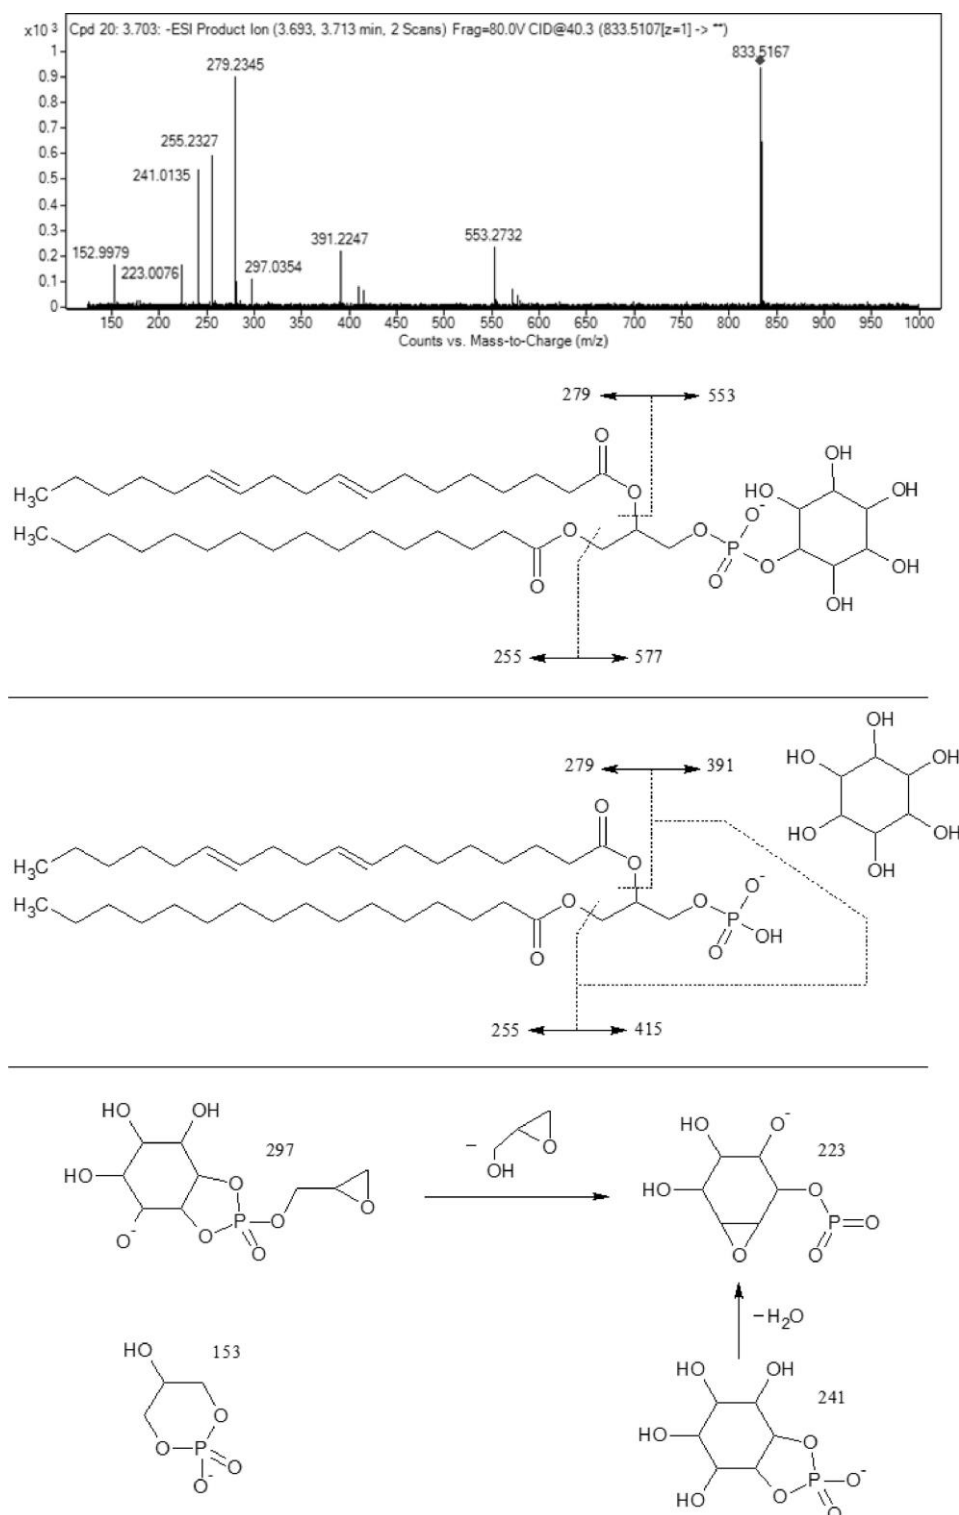 x10 3 Cpd 20: 3.703: -ESI Product Ion (3.693, 3.713 min, 2 Scans) Frag=80.0V CID@40.3 (833.5107[z=1] -> **)
1
0.9
0.8
0.7
0.6
0.5
0.4
0.3
0.2
0.1
0
279.2345
833.5167
255.2327
241.0135
152.9979
223.0076
297.0354
391.2247
553.2732
150 200 250 300 350 400 450 500 550 600 650 700 750 800 850 900 950 1000
Counts vs. Mass-to-Charge (m/z)
279 553
O
OH
H3C
O
O-
HO
OH
H3C
O
O
P
O
O
O
OH
OH
255 577
279 391
OH
HO
OH
HO
OH
OH
O
H3C
O
O-
H3C
O
O
P
OH
O
O
255 415
HO
OH
297
HO
O
O-
O
P
O
O
O
–
OH
O
HO
O-
223
HO
O
O
P
O
O
–H2O
HO
153
O
O
P
O
O-
HO
OH
241
HO
O
HO
O
P
O-
O